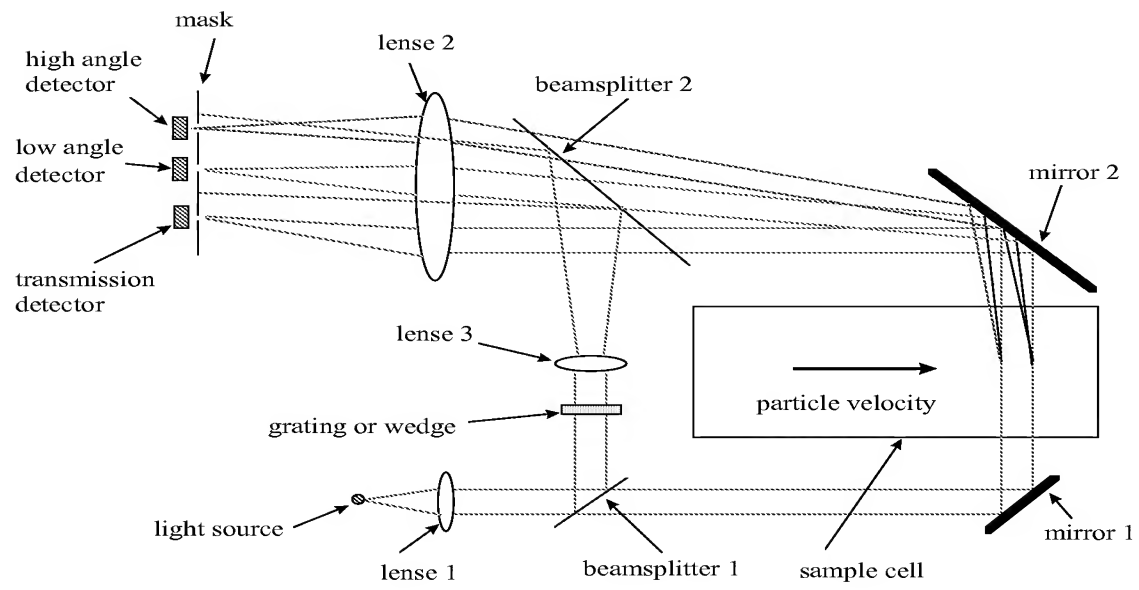 mask
high angle
detector
lense 2
beamsplitter 2
low angle
detector
mirror 2
transmission
detector
lense 3
particle velocity
grating or wedge
light source
lense 1
beamsplitter 1
sample cell
mirror 1